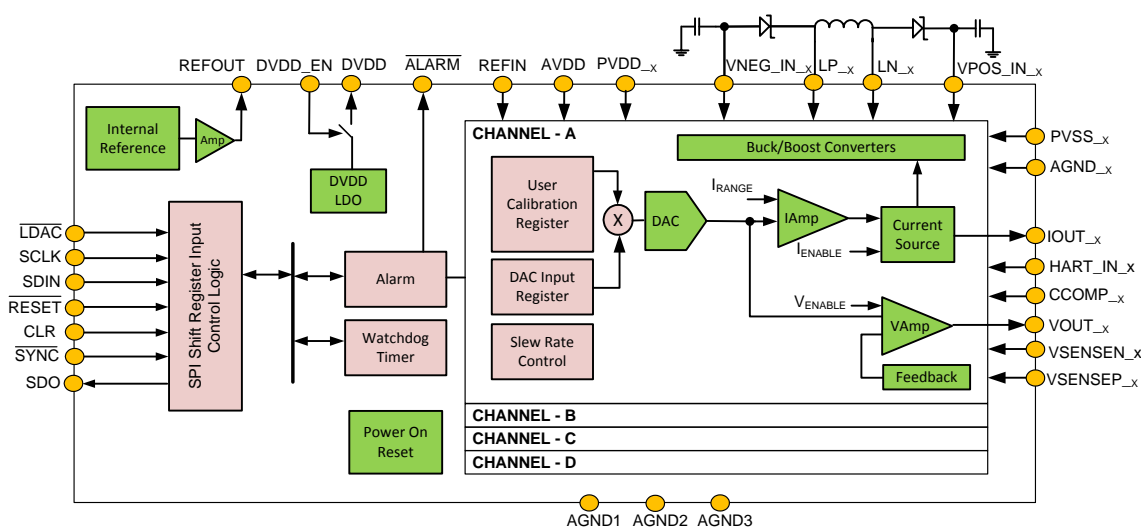 REFOUT
DVDD_EN
DVDD
ALARM
REFIN
AVDD
PVDD_X
VNEG_IN_X
LP_X
LN_X
VPOS_IN_X
Internal
Reference
Amp
DVDD
LDO
CHANNEL - A
Buck/Boost Converters
PVSS_X
AGND_X
User
Calibration
Register
X
DAC
IRANGE
IAmp
IENABLE
Current
Source
IOUT_X
HART_IN_x
CCOMP_X
VOUT_X
VSENSEN_x
VSENSEP_X
LDAC
SCLK
SDIN
RESET
CLR
SYNC
SDO
SPI Shift Register Input
Control Logic
Alarm
Watchdog
Timer
DAC Input
Register
Slew Rate
Control
VENABLE
VAmp
Feedback
Power On
Reset
CHANNEL - B
CHANNEL - C
CHANNEL - D
AGND1
AGND2
AGND3